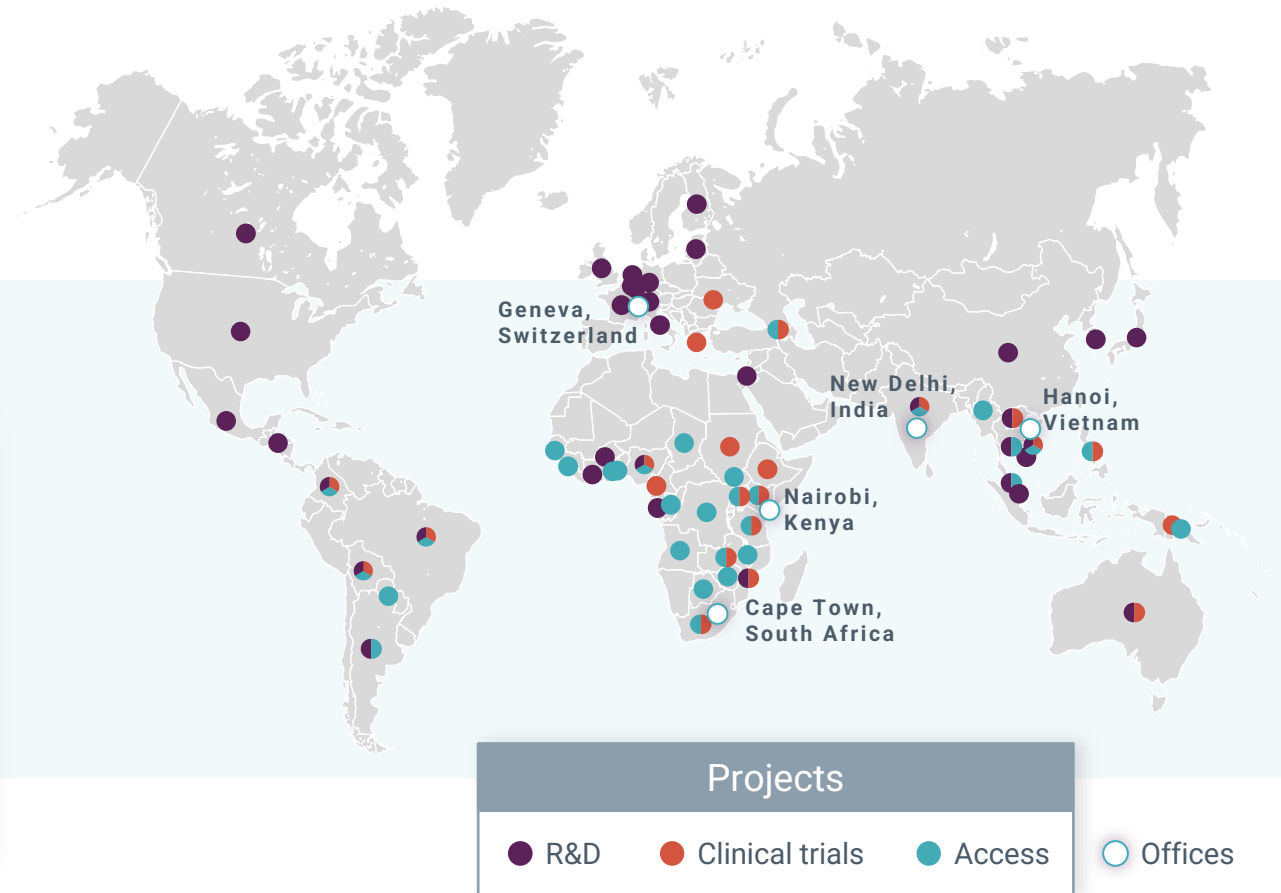 Geneva,
Switzerland
New Delhi,
India
Hanoi,
Vietnam
Nairobi,
Kenya
Cape Town,
South Africa
Projects
R&D
Clinical trials
Access
Offices